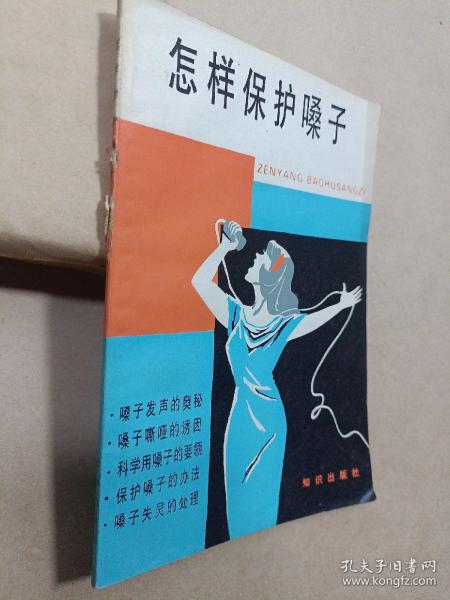 怎样保护嗓子
ZENYANG BAOHUSANGZI
·嗓子发声的奥秘
·嗓子嘶哑的诱因
·科学用嗓子的要领
·保护嗓子的办法
·嗓子失灵的处理
知识出版社
孔夫子旧书网
www.kongfz.com